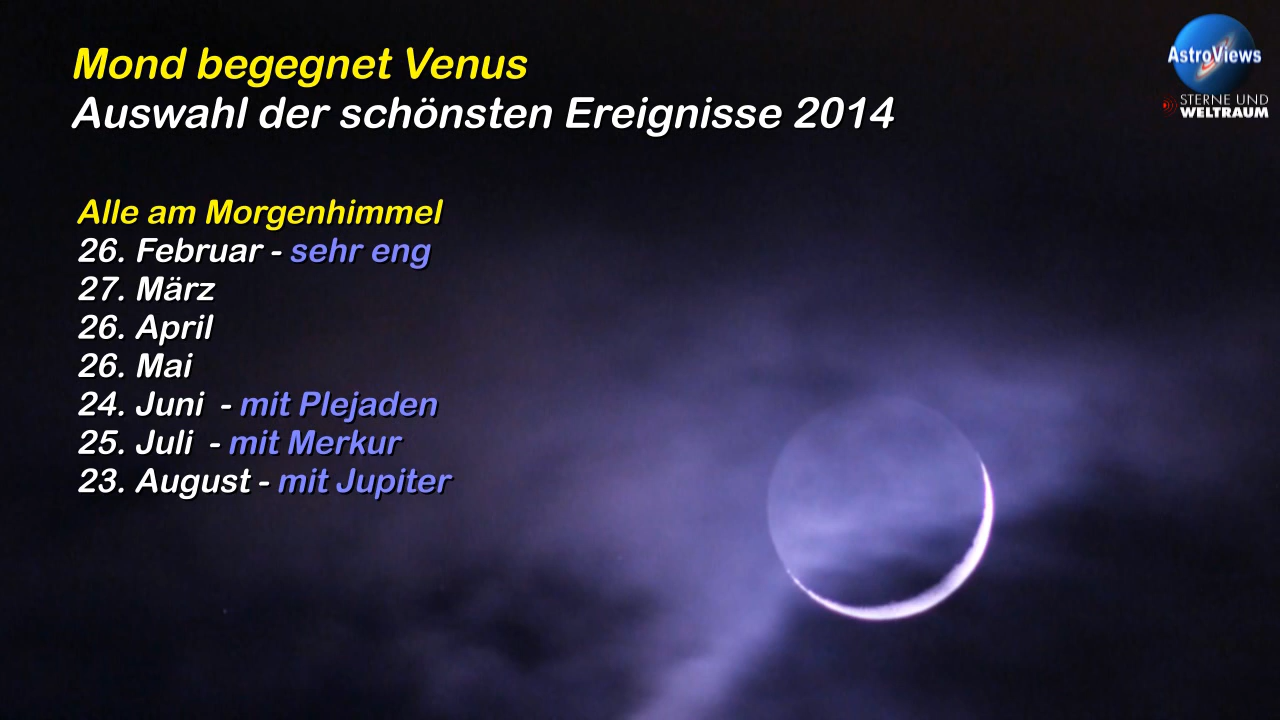 Mond begegnet Venus
Auswahl der schönsten Ereignisse 2014
AstroViews
STERNE UND
WELTRAUM
Alle am Morgenhimmel
26. Februar - sehr eng
27. März
26. April
26. Mai
24. Juni - mit Plejaden
25. Juli - mit Merkur
23. August - mit Jupiter